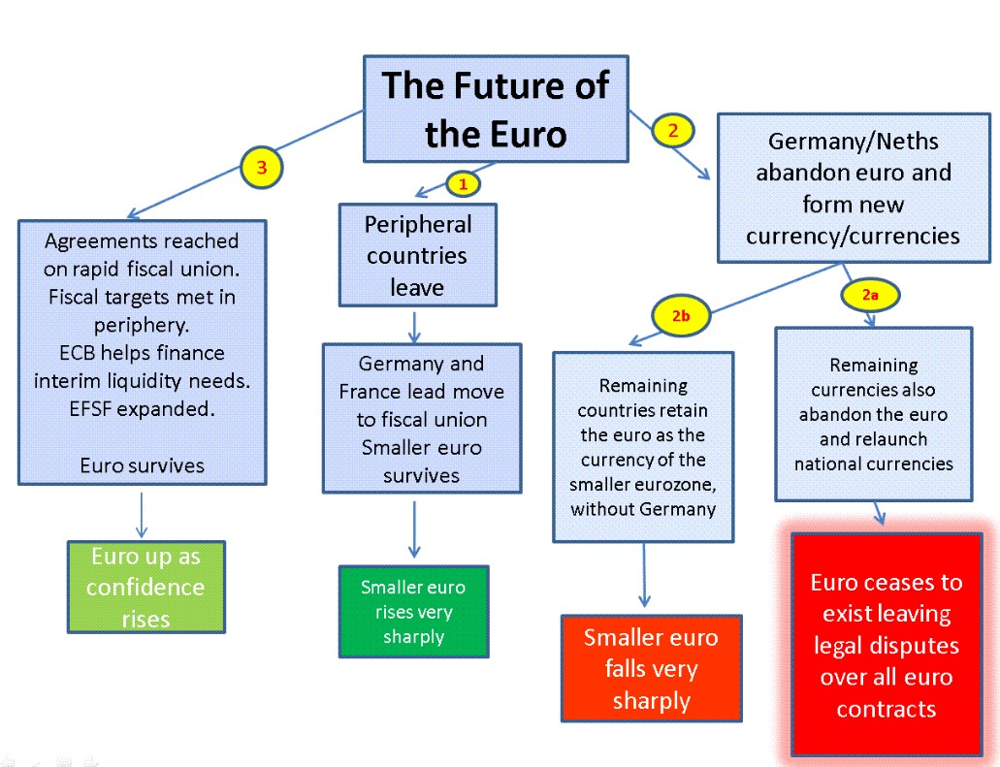 The Future of
the Euro
3
1
2
Germany/Neths
abandon euro and
form new
currency/currencies
Agreements reached
on rapid fiscal union.
Fiscal targets met in
periphery.
ECB helps finance
interim liquidity needs.
EFSF expanded.
Euro survives
Peripheral
countries
leave
2b
2a
Germany and
France lead move
to fiscal union
Smaller euro
survives
Remaining
countries retain
the euro as the
currency of the
smaller eurozone,
without Germany
Remaining
currencies also
abandon the euro
and relaunch
national currencies
Euro up as
confidence
rises
Smaller euro
rises very
sharply
Smaller euro
falls very
sharply
Euro ceases to
exist leaving
legal disputes
over all euro
contracts